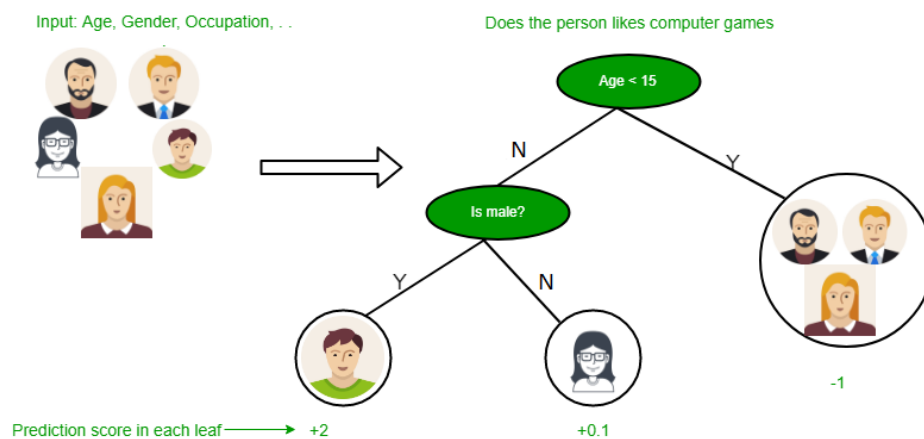 Input: Age, Gender, Occupation, . .
Does the person likes computer games
Age < 15
N
Y
Is male?
Y
N
-1
Prediction score in each leaf
+2
+0.1